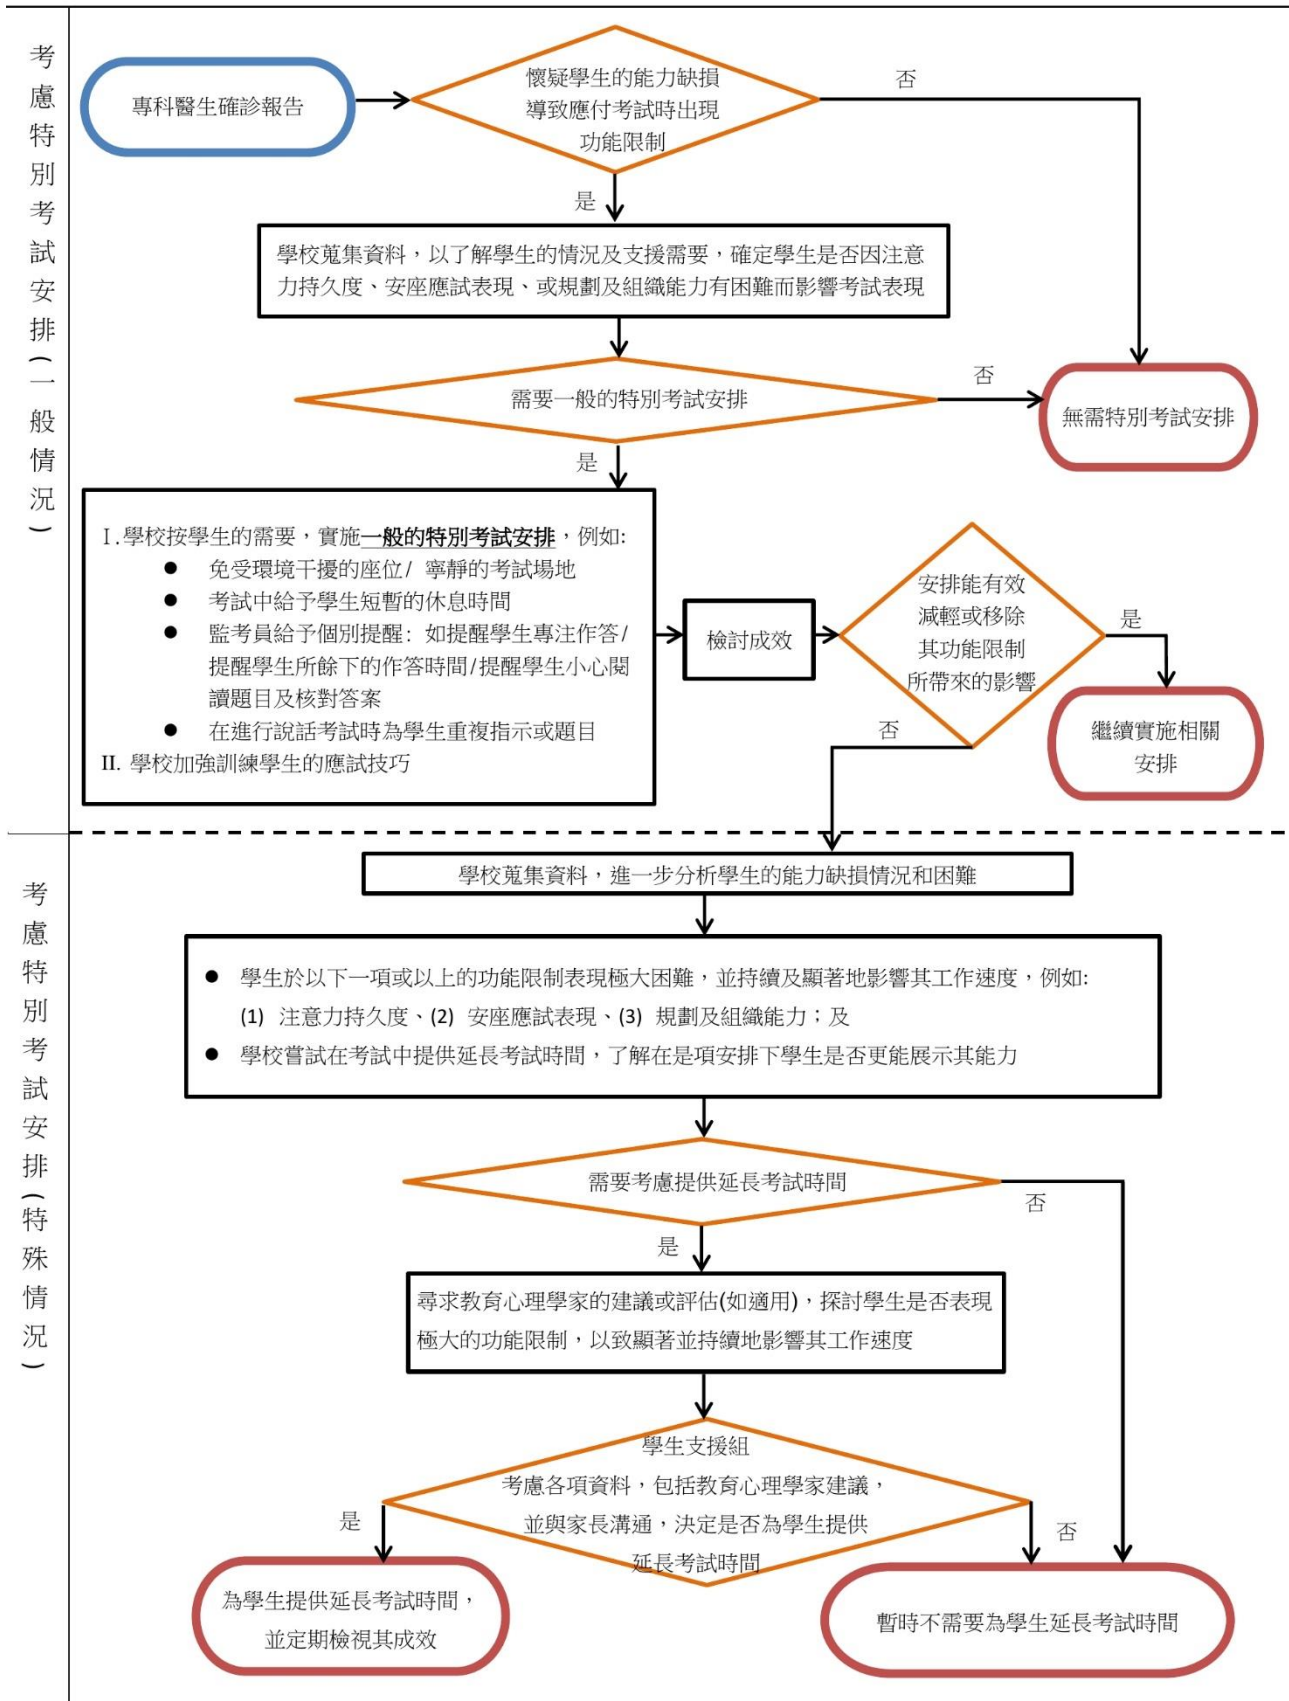 考慮特別考試安排(一般情況)
專科醫生確診報告
懷疑學生的能力缺損
導致應付考試時出現
功能限制
否
是
學校蒐集資料，以了解學生的情況及支援需要，確定學生是否因注意
力持久度、安座應試表現、或規劃及組織能力有困難而影響考試表現
需要一般的特別考試安排
否
無需特別考試安排
是
I.學校按學生的需要，實施一般的特別考試安排，例如:
● 免受環境干擾的座位/ 寧靜的考試場地
● 考試中給予學生短暫的休息時間
● 監考員給予個別提醒: 如提醒學生專注作答/
提醒學生所餘下的作答時間/提醒學生小心閱
讀題目及核對答案
● 在進行說話考試時為學生重複指示或題目
II. 學校加強訓練學生的應試技巧
檢討成效
安排能有效
減輕或移除
其功能限制
所帶來的影響
是
否
繼續實施相關
安排
考慮特別考試安排(特殊情況)
學校蒐集資料，進一步分析學生的能力缺損情況和困難
● 學生於以下一項或以上的功能限制表現極大困難，並持續及顯著地影響其工作速度，例如:
(1) 注意力持久度、(2) 安座應試表現、(3) 規劃及組織能力；及
● 學校嘗試在考試中提供延長考試時間，了解在是項安排下學生是否更能展示其能力
需要考慮提供延長考試時間
否
是
尋求教育心理學家的建議或評估(如適用)，探討學生是否表現
極大的功能限制，以致顯著並持續地影響其工作速度
學生支援組
考慮各項資料，包括教育心理學家建議，
並與家長溝通，決定是否為學生提供
延長考試時間
是
否
為學生提供延長考試時間，
並定期檢視其成效
暫時不需要為學生延長考試時間